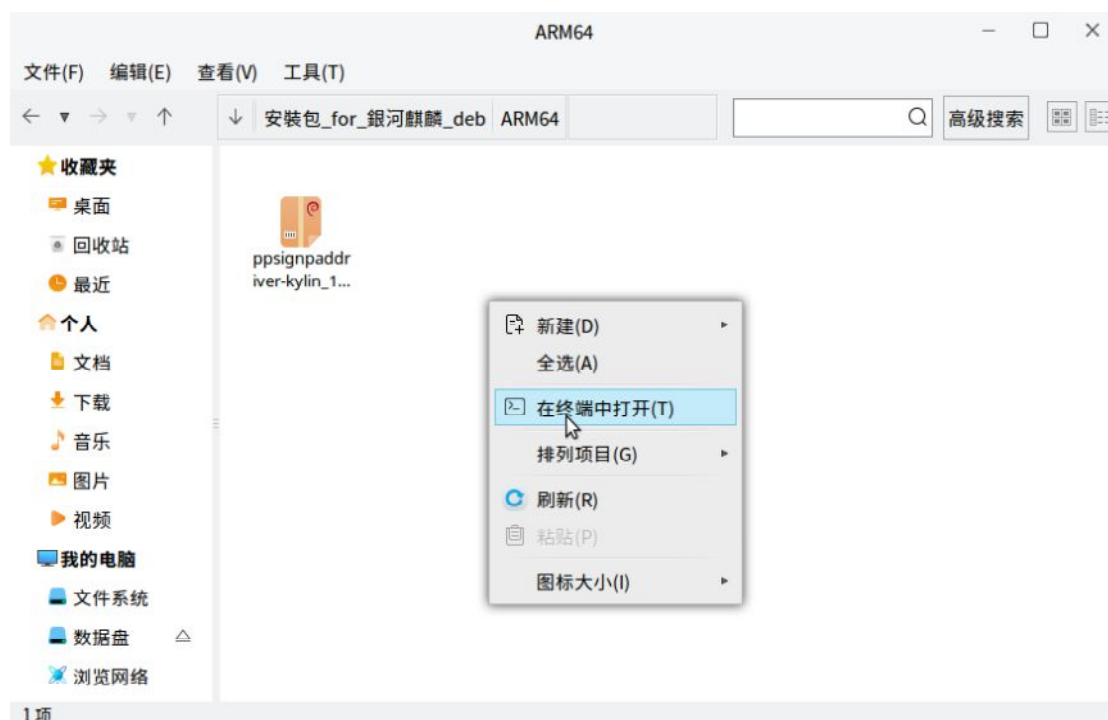 ARM64
文件(F) 编辑(E) 查看(V) 工具(T)
安裝包_for_銀河麒麟_deb ARM64 高级搜索
收藏夹
桌面
回收站
最近
个人
文档
下载
音乐
图片
视频
我的电脑
文件系统
数据盘
浏览网络
ppsignpaddr
iver-kylin_1...
新建(D)
全选(A)
在终端中打开(T)
排列项目(G)
刷新(R)
粘贴(P)
图标大小(I)
1项